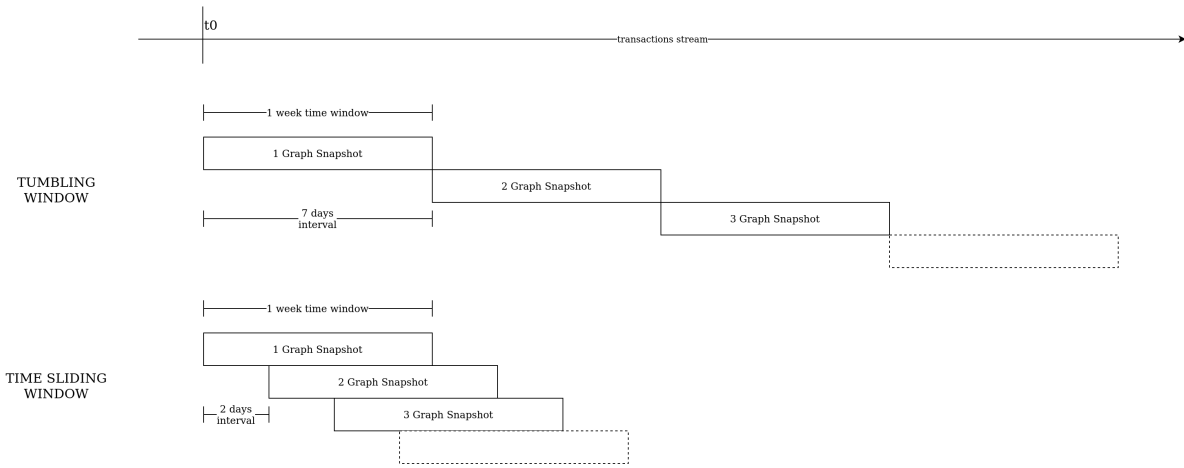 t0
transactions stream
1 week time window
1 Graph Snapshot
TUMBLING
WINDOW
2 Graph Snapshot
7 days
interval
3 Graph Snapshot
1 week time window
1 Graph Snapshot
TIME SLIDING
WINDOW
2 Graph Snapshot
2 days
interval
3 Graph Snapshot